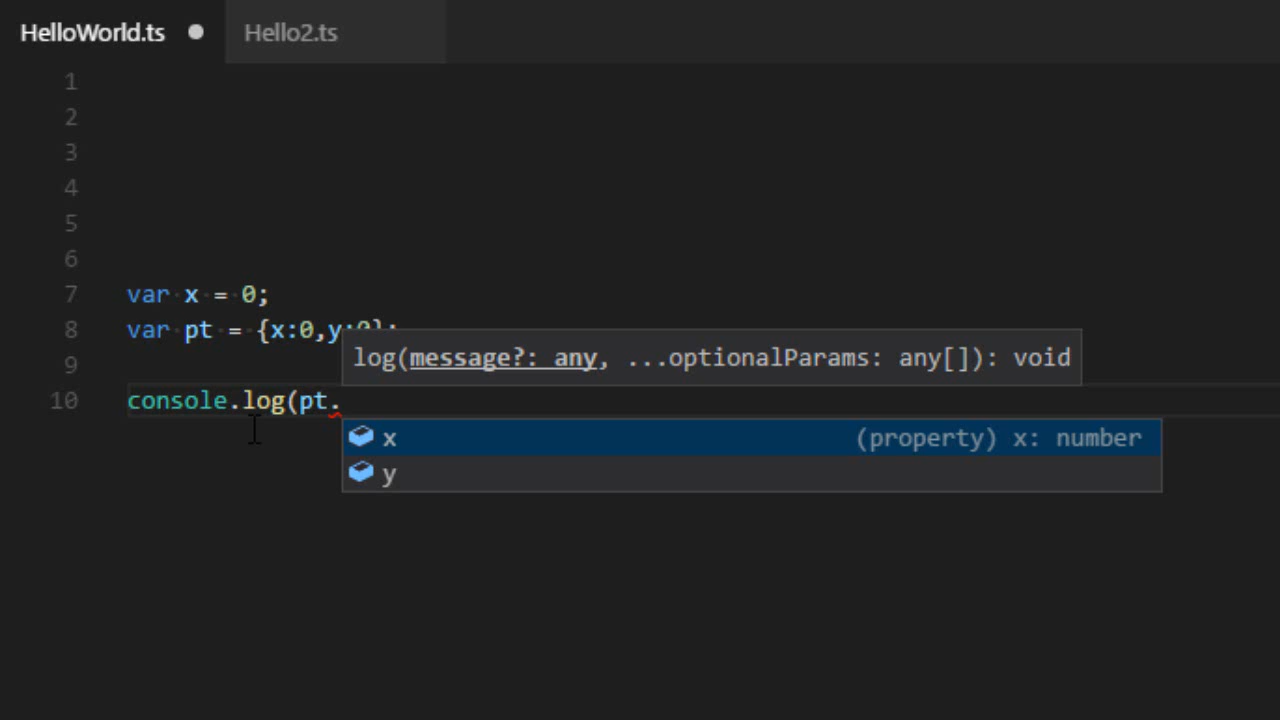 HelloWorld.ts ● Hello2.ts
1
2
3
4
5
6
7 var x = 0;
8 var pt = {x:0,y:0};
log(message?: any, ...optionalParams: any[]): void
9
10 console.log(pt.
x (property) x: number
y